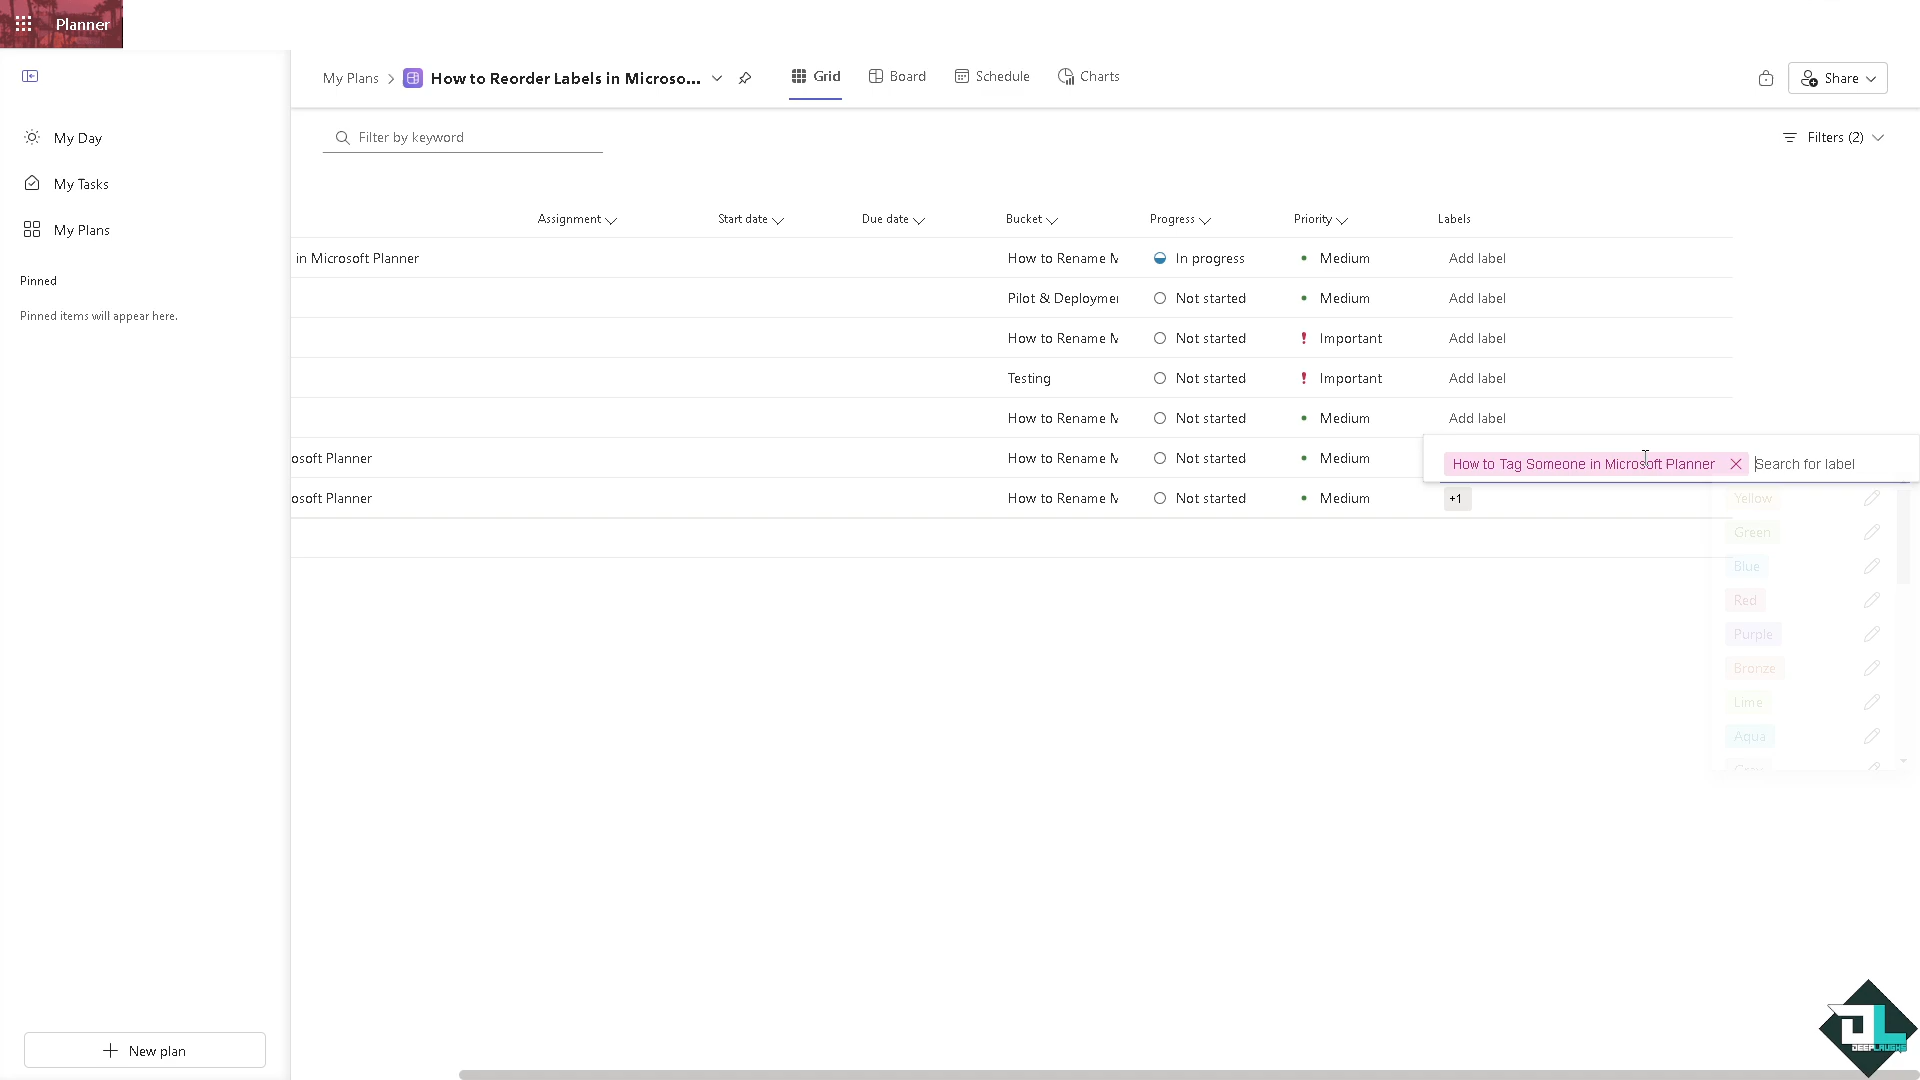 Planner
My Plans
How to Reorder Labels in Microso...
Grid
Board
Schedule
Charts
Share
My Day
My Tasks
My Plans
Pinned
Pinned items will appear here.
New plan
Filter by keyword
Filters (2)
Assignment Start date Due date Bucket Progress Priority Labels
in Microsoft Planner How to Rename M In progress Medium Add label
Pilot & Deployme Not started Medium Add label
How to Rename M Not started Important Add label
Testing Not started Important Add label
How to Rename M Not started Medium Add label
osoft Planner How to Rename M Not started Medium
How to Tag Someone in Microsoft Planner Search for label
osoft Planner How to Rename M Not started Medium +1
Yellow
Green
Blue
Red
Purple
Bronze
Lime
Aqua
DEEPLAUGHS